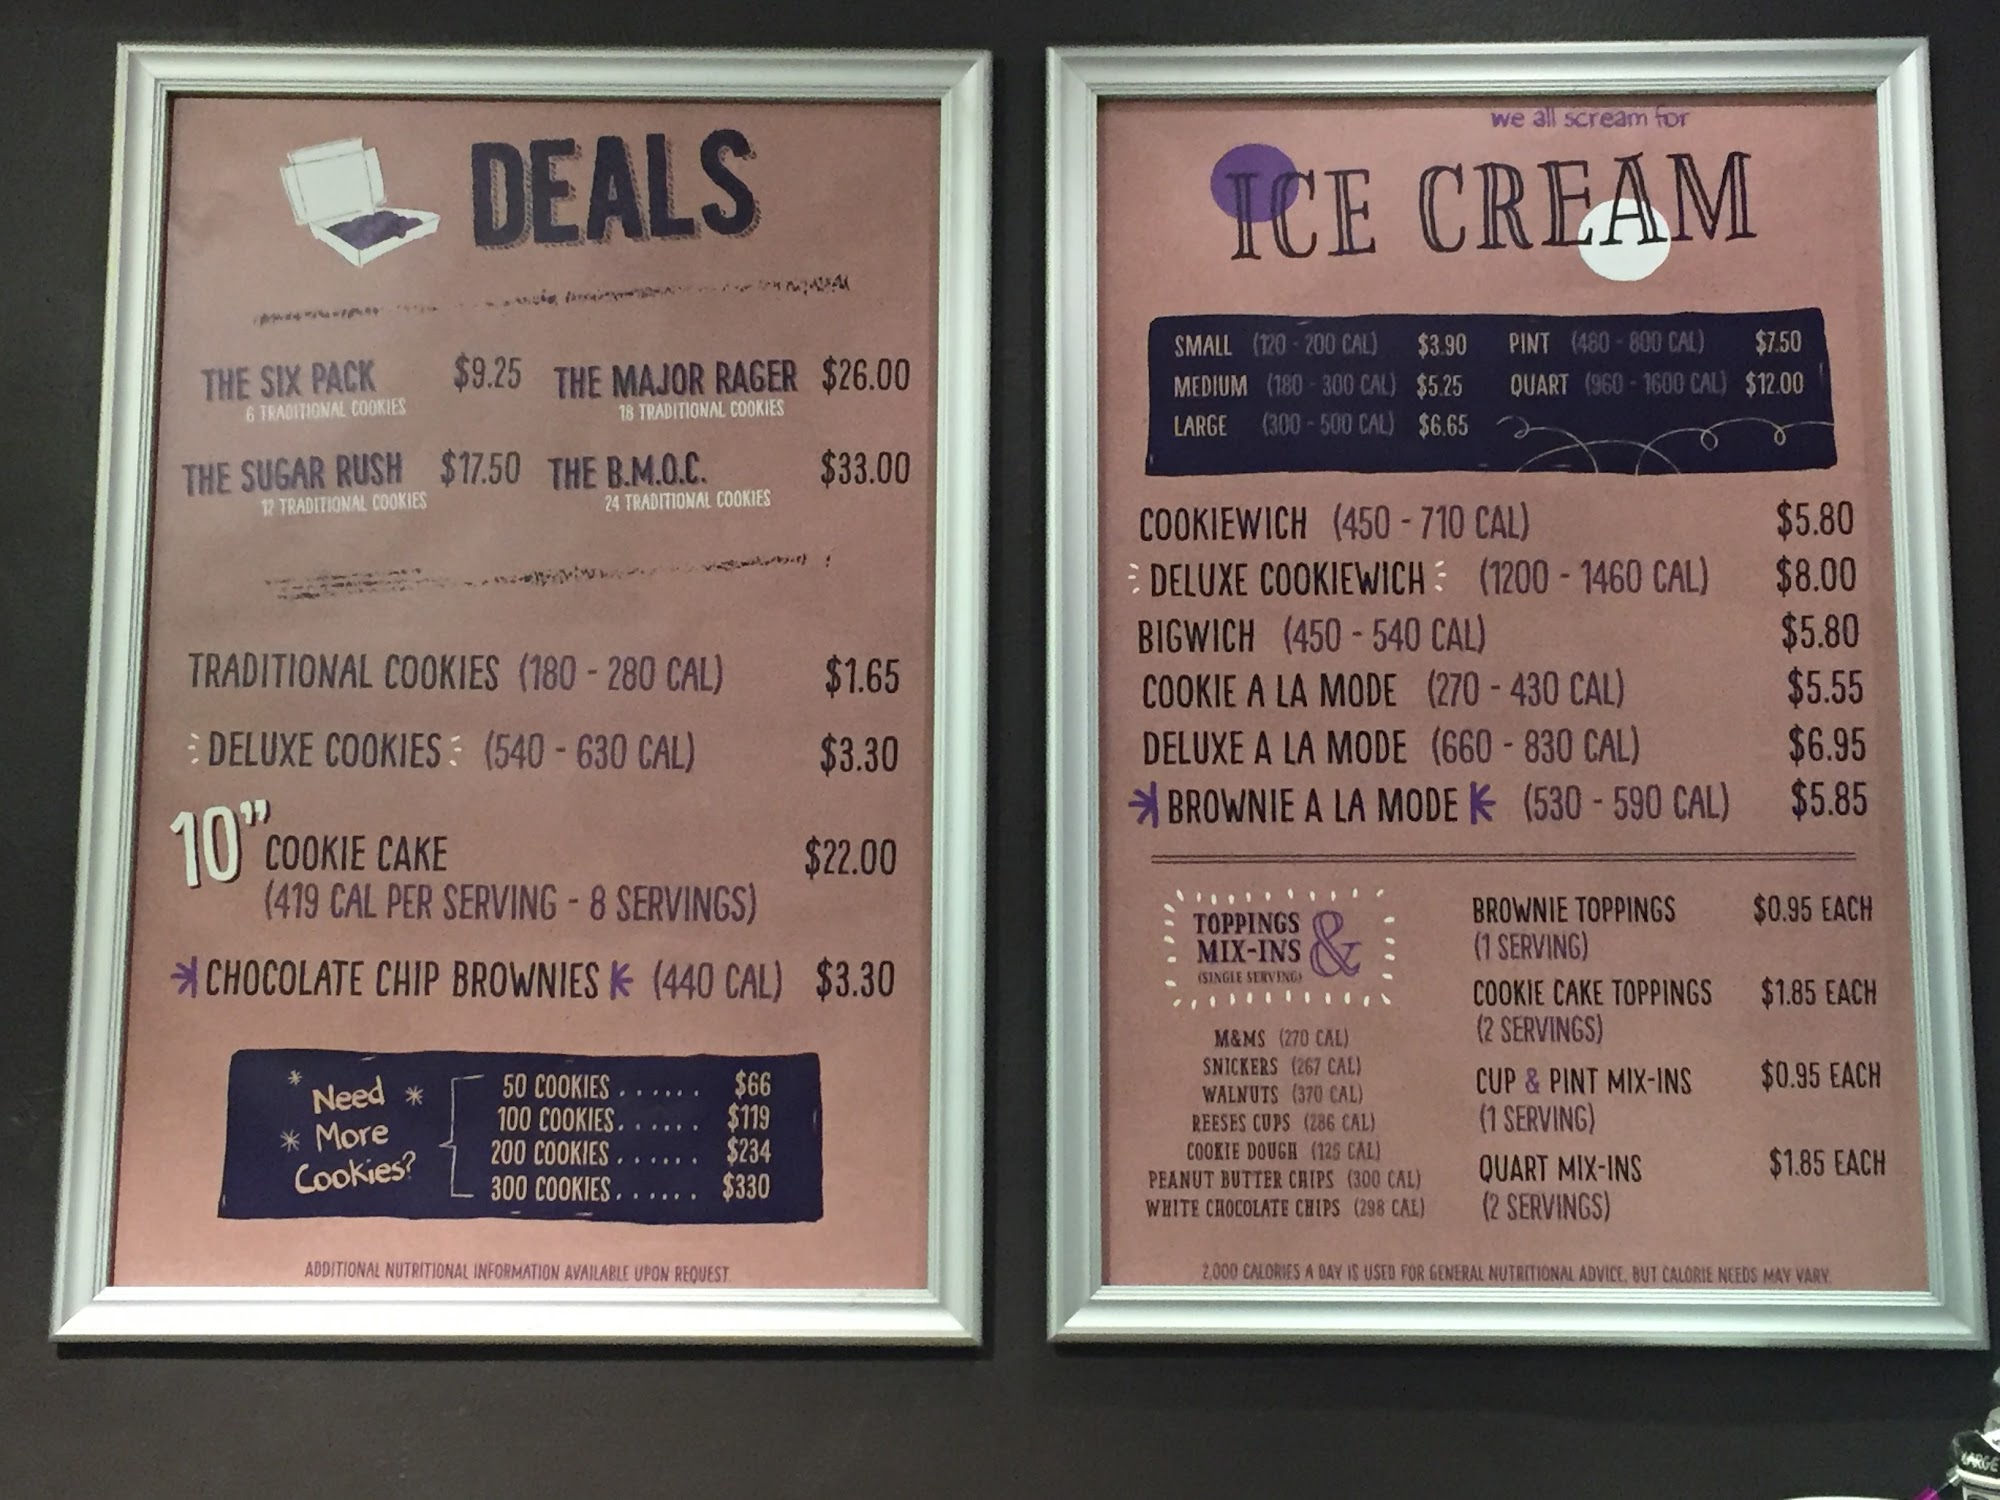 DEALS
THE SIX PACK $9.25
6 TRADITIONAL COOKIES
THE MAJOR RAGER $26.00
18 TRADITIONAL COOKIES
THE SUGAR RUSH $17.50
12 TRADITIONAL COOKIES
THE B.M.O.C. $33.00
24 TRADITIONAL COOKIES
TRADITIONAL COOKIES (180 - 280 CAL) $1.65
DELUXE COOKIES (540 - 630 CAL) $3.30
10" COOKIE CAKE $22.00
(419 CAL PER SERVING - 8 SERVINGS)
CHOCOLATE CHIP BROWNIES (440 CAL) $3.30
Need
More
Cookies?
50 COOKIES ...... $66
100 COOKIES ...... $119
200 COOKIES ...... $234
300 COOKIES ...... $330
ADDITIONAL NUTRITIONAL INFORMATION AVAILABLE UPON REQUEST.
we all scream for
ICE CREAM
SMALL (120 - 200 CAL) $3.90
MEDIUM (180 - 300 CAL) $5.25
LARGE (300 - 500 CAL) $6.65
PINT (480 - 800 CAL) $7.50
QUART (960 - 1600 CAL) $12.00
COOKIEWICH (450 - 710 CAL) $5.80
DELUXE COOKIEWICH (1200 - 1460 CAL) $8.00
BIGWICH (450 - 540 CAL) $5.80
COOKIE A LA MODE (270 - 430 CAL) $5.55
DELUXE A LA MODE (660 - 830 CAL) $6.95
BROWNIE A LA MODE (530 - 590 CAL) $5.85
TOPPINGS &
MIX-INS
(SINGLE SERVING)
M&MS (270 CAL)
SNICKERS (267 CAL)
WALNUTS (370 CAL)
REESES CUPS (286 CAL)
COOKIE DOUGH (125 CAL)
PEANUT BUTTER CHIPS (300 CAL)
WHITE CHOCOLATE CHIPS (298 CAL)
BROWNIE TOPPINGS $0.95 EACH
(1 SERVING)
COOKIE CAKE TOPPINGS $1.85 EACH
(2 SERVINGS)
CUP & PINT MIX-INS $0.95 EACH
(1 SERVING)
QUART MIX-INS $1.85 EACH
(2 SERVINGS)
2,000 CALORIES A DAY IS USED FOR GENERAL NUTRITIONAL ADVICE, BUT CALORIE NEEDS MAY VARY.
LARGE